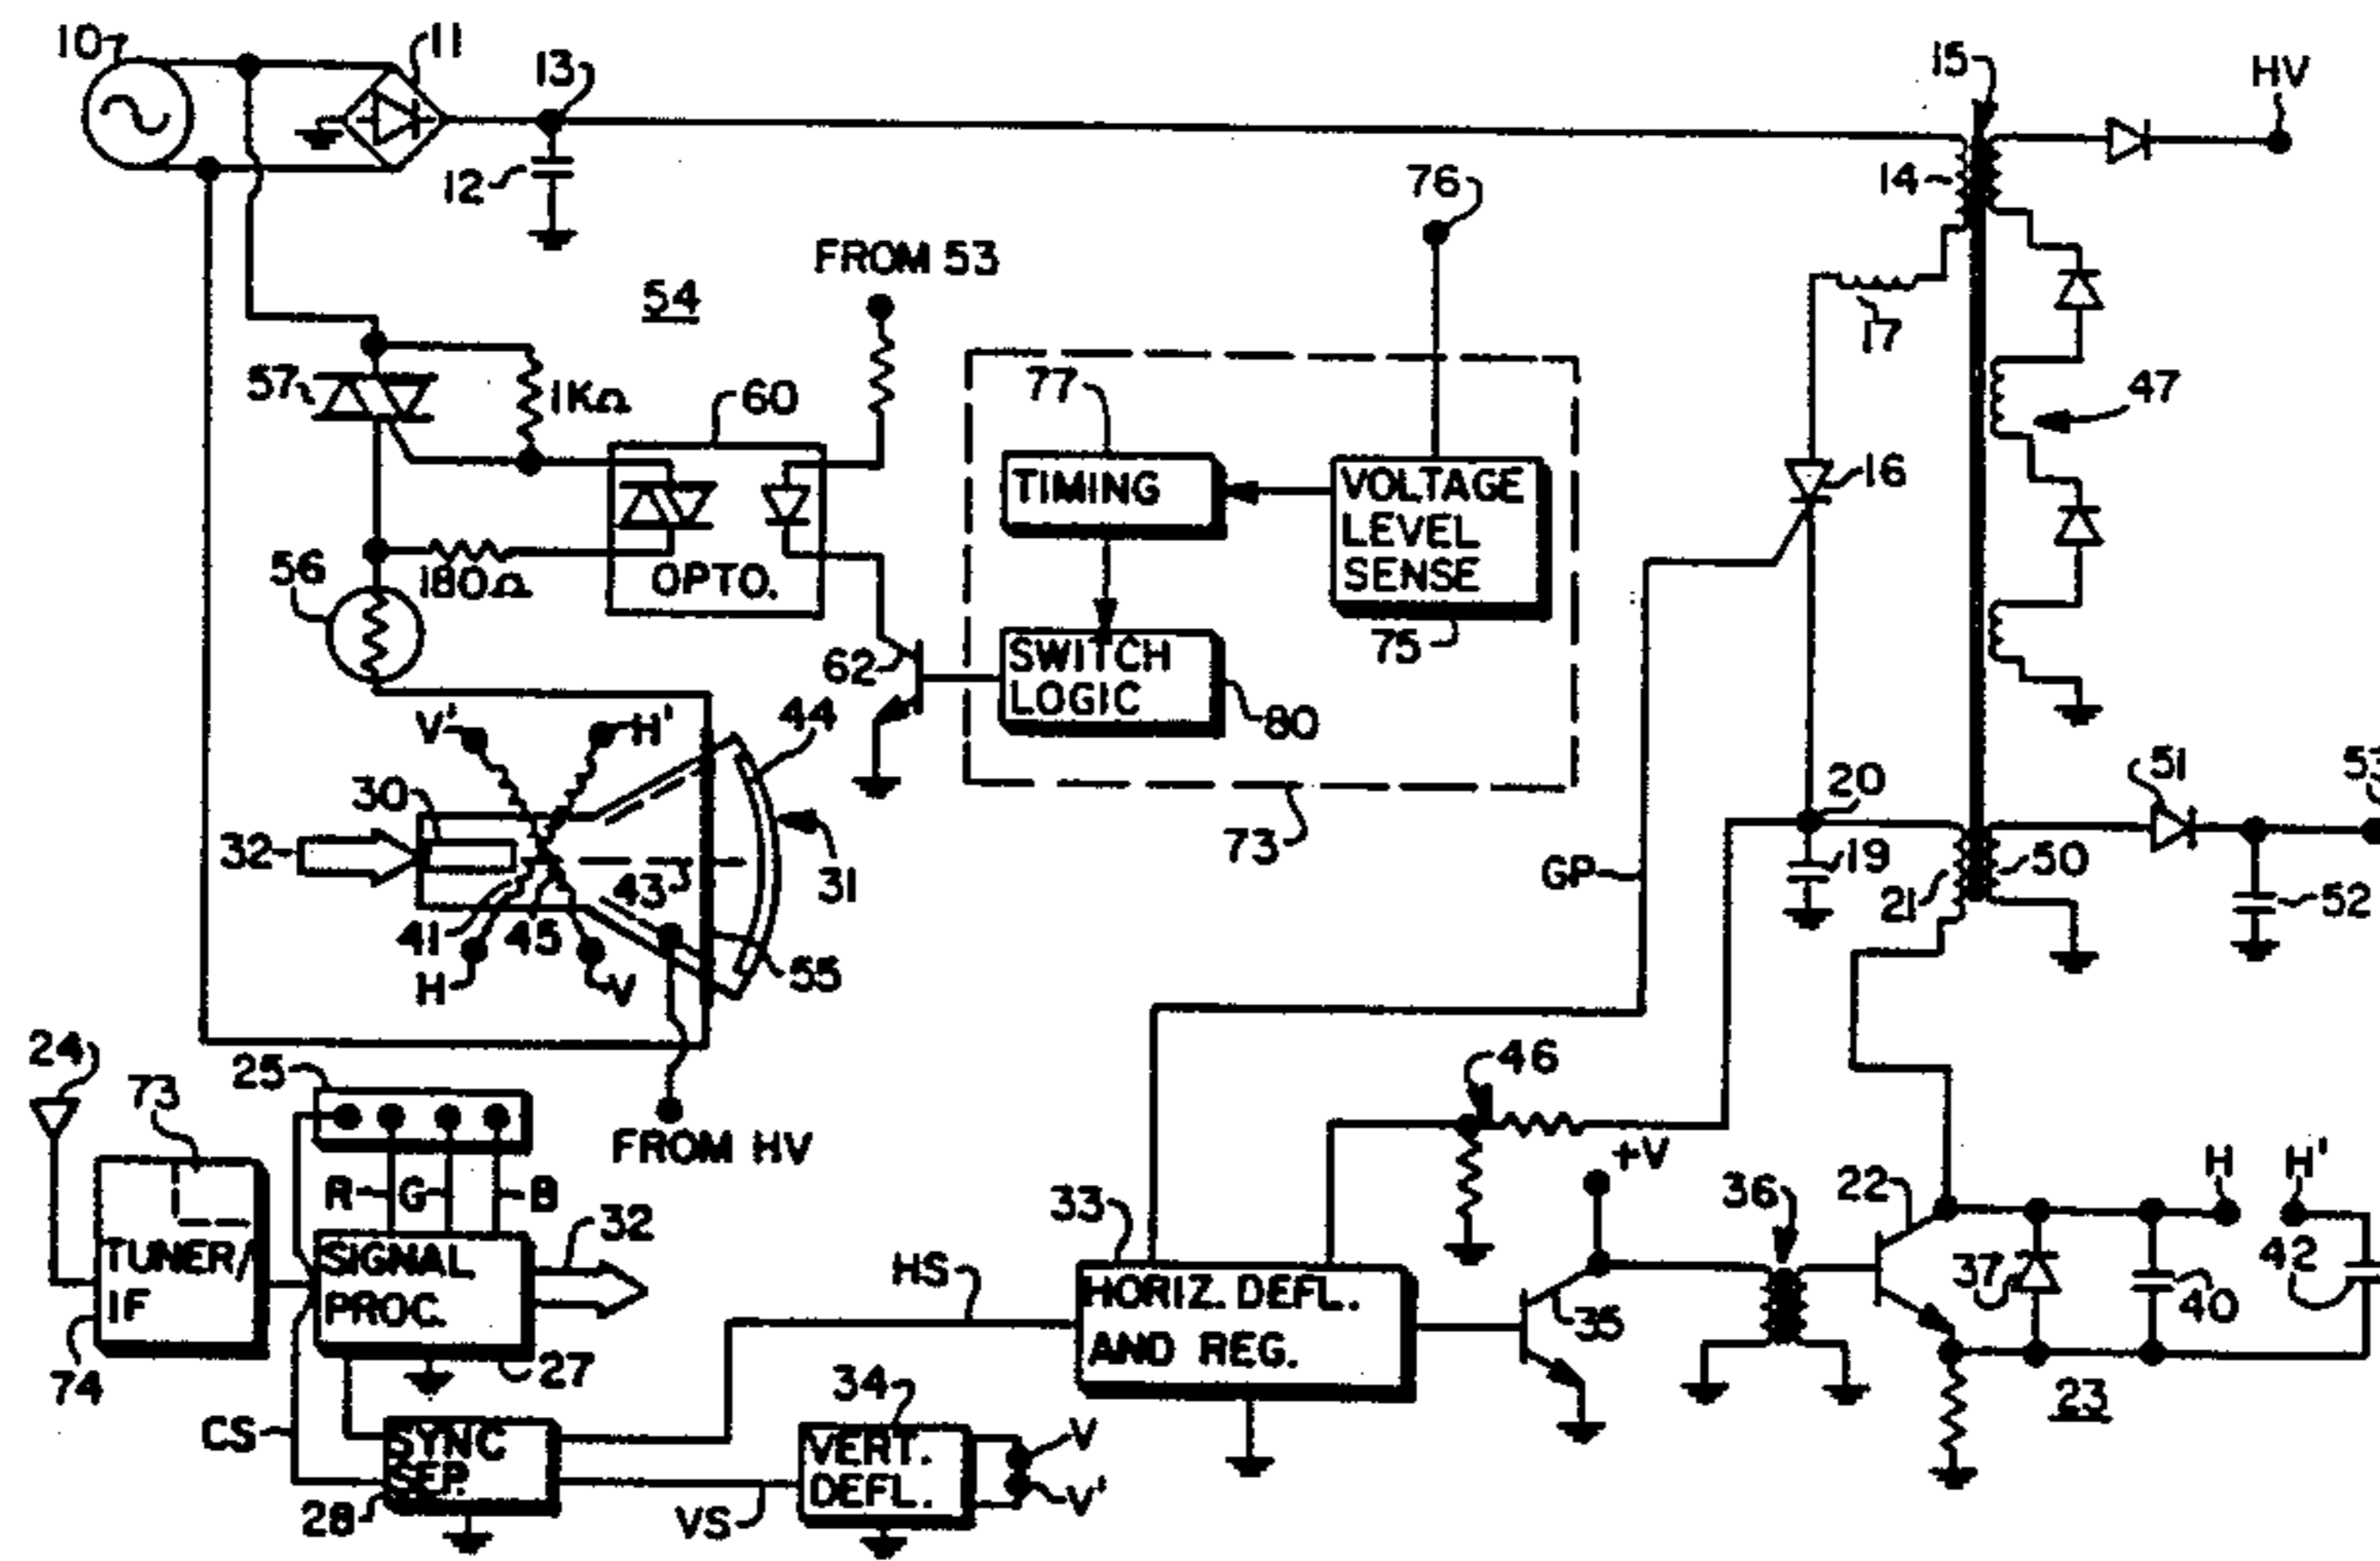 10
11
13
15
HV
12
14
76
FROM 53
54
17
57
1KΩ
60
77
47
TIMING
VOLTAGE
LEVEL
SENSE
16
56
180Ω
OPTO.
75
62
SWITCH
LOGIC
80
V'
H'
44
30
32
20
51
53
73
41
45
43
31
GP
19
21
50
52
H
V
55
24
73
25
FROM HV
46
+V
R
G
B
32
33
36
22
H
H'
TUNER/
IF
SIGNAL
PROC.
HS
HORIZ. DEFL.
AND REG.
35
37
40
42
74
27
34
23
CS
SYNC
SEP.
VERT.
DEFL.
V
V'
28
VS